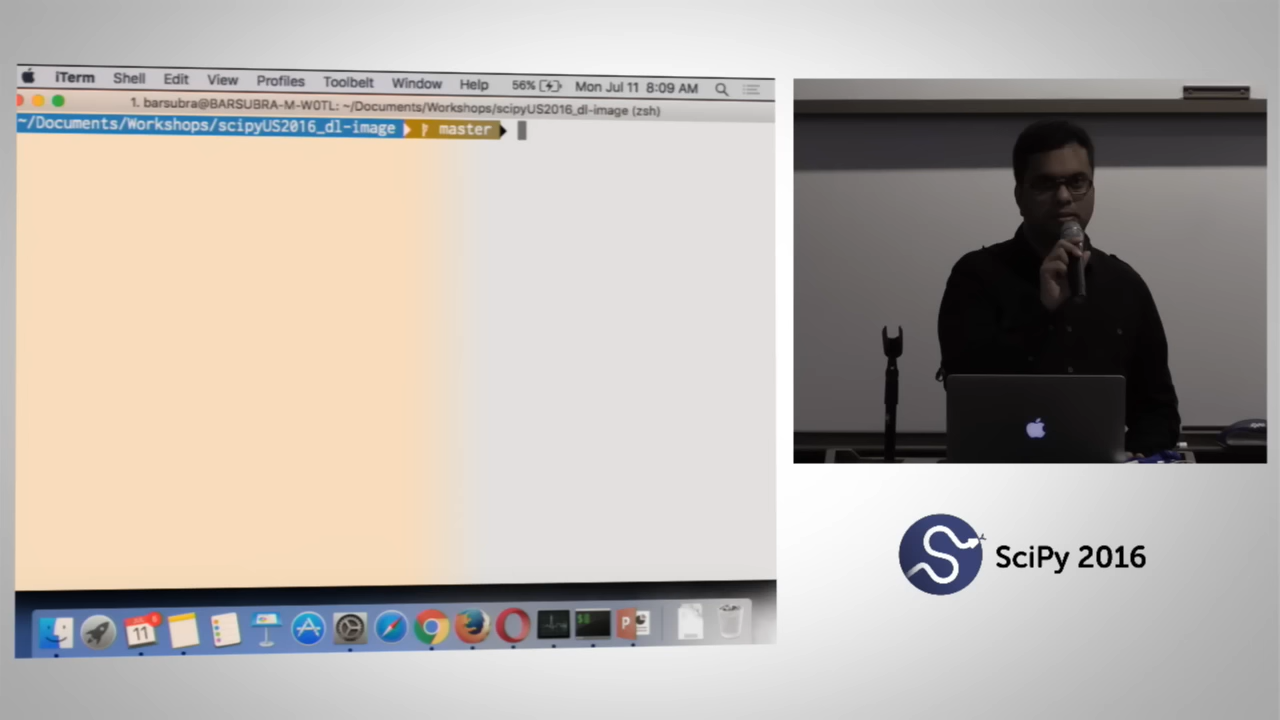 iTerm Shell Edit View Profiles Toolbelt Window Help 56% Mon Jul 11 8:09 AM
1. barsubra@BARSUBRA-M-W0TL: ~/Documents/Workshops/scipyUS2016_dl-image (zsh)
~/Documents/Workshops/scipyUS2016_dl-image master
JUL 11
SciPy 2016